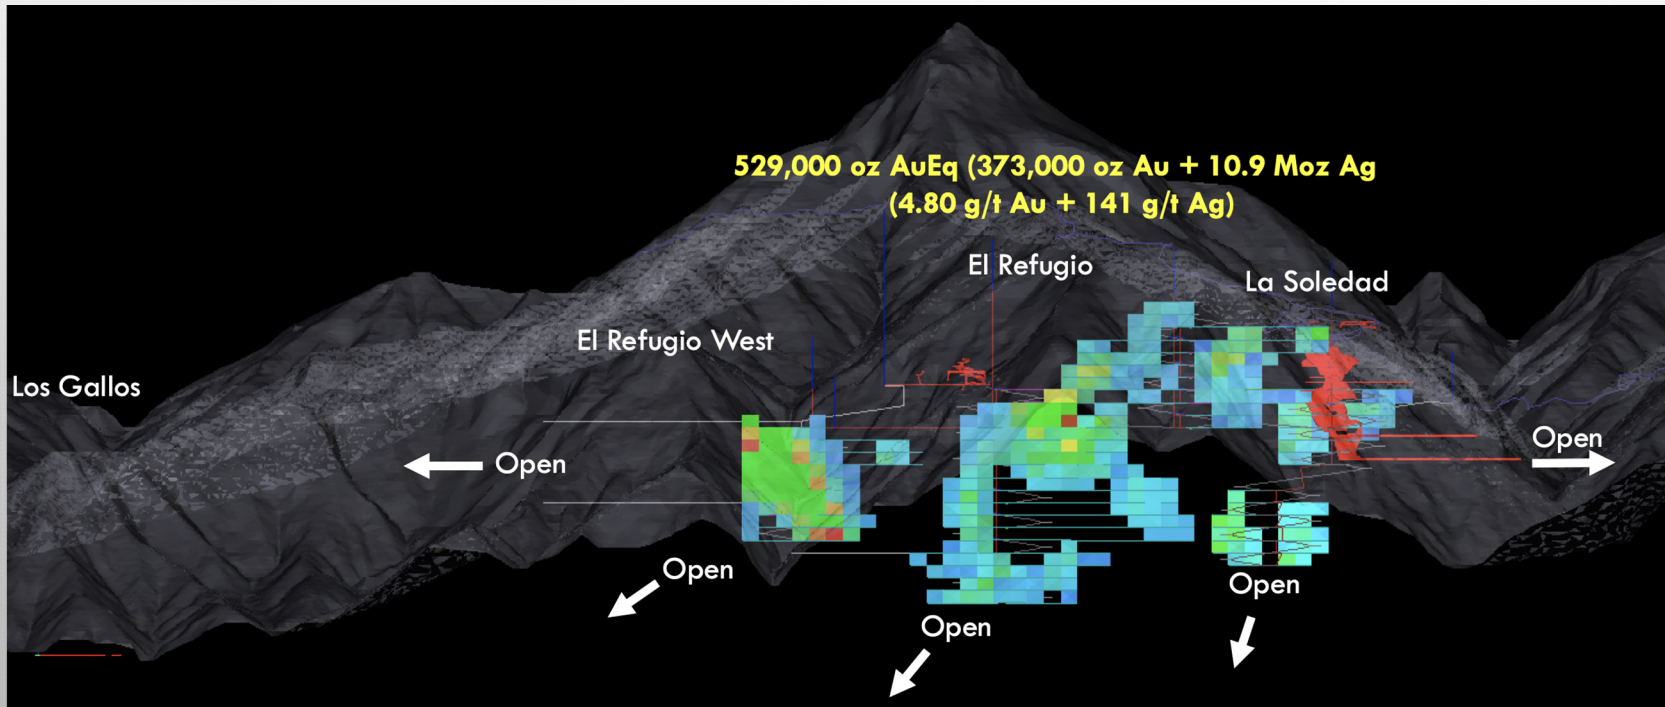 529,000 oz AuEq (373,000 oz Au + 10.9 Moz Ag
(4.80 g/t Au + 141 g/t Ag)
El Refugio
La Soledad
El Refugio West
Los Gallos
Open
Open
Open
Open
Open